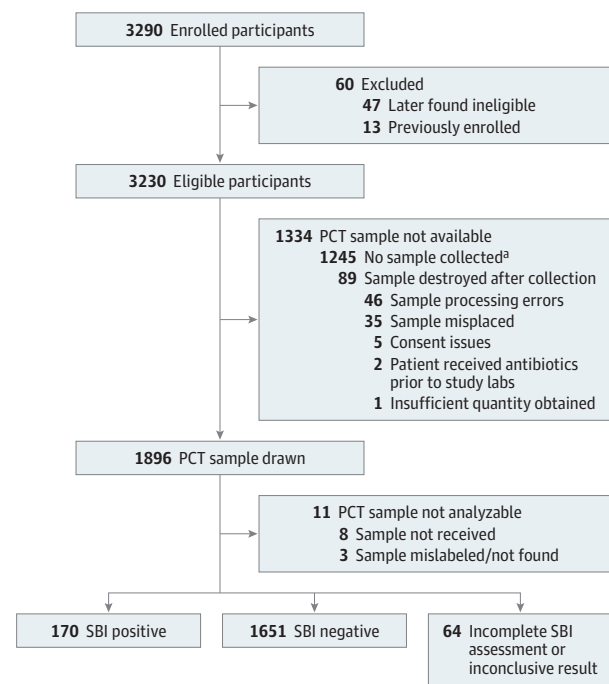 3290 Enrolled participants
60 Excluded
47 Later found ineligible
13 Previously enrolled
3230 Eligible participants
1334 PCT sample not available
1245 No sample collectedᵃ
89 Sample destroyed after collection
46 Sample processing errors
35 Sample misplaced
5 Consent issues
2 Patient received antibiotics
prior to study labs
1 Insufficient quantity obtained
1896 PCT sample drawn
11 PCT sample not analyzable
8 Sample not received
3 Sample mislabeled/not found
170 SBI positive
1651 SBI negative
64 Incomplete SBI
assessment or
inconclusive result